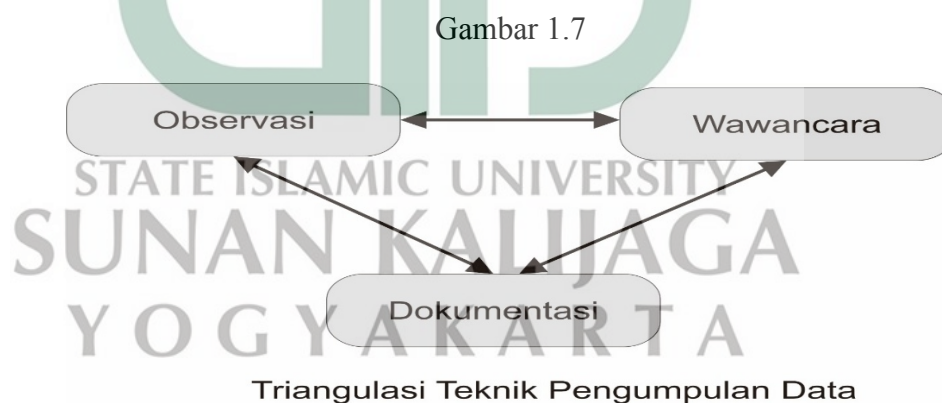 Gambar 1.7
Observasi
Wawancara
STATE ISLAMIC UNIVERSITY
SUNAN KALIJAGA
Dokumentasi
YOGYAKARTA
Triangulasi Teknik Pengumpulan Data